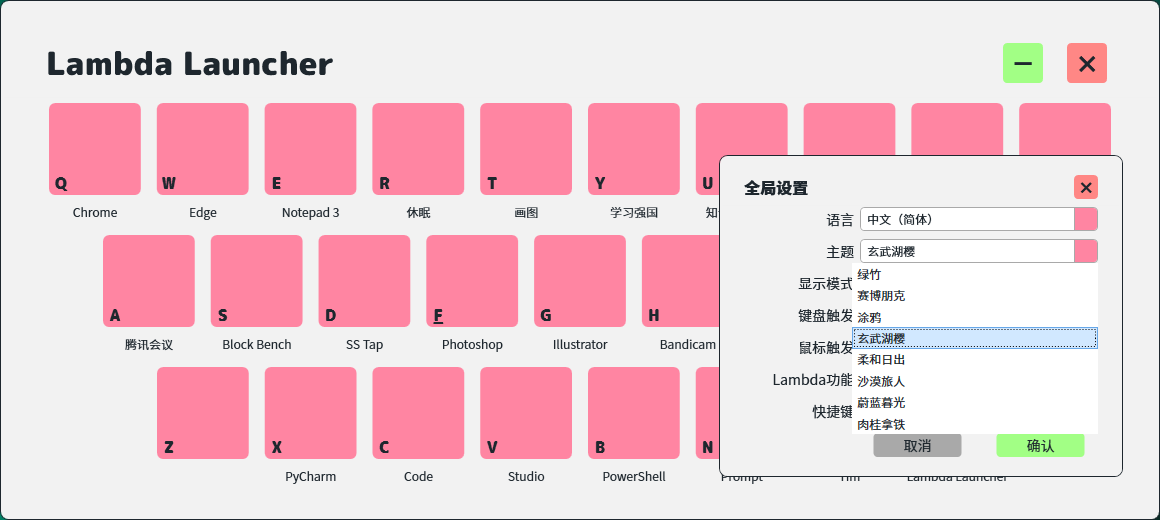 Lambda Launcher
Q W E R T Y U
Chrome Edge Notepad 3 休眠 画图 学习强国
A S D F G H
腾讯会议 Block Bench SS Tap Photoshop Illustrator Bandicam
Z X C V B N
PyCharm Code Studio PowerShell Prompt Tim Lambda Launcher
全局设置
语言 中文（简体）
主题 玄武湖樱
显示模式
键盘触发
鼠标触发
Lambda功能
快捷键
绿竹
赛博朋克
涂鸦
玄武湖樱
柔和日出
沙漠旅人
蔚蓝暮光
肉桂拿铁
取消 确认